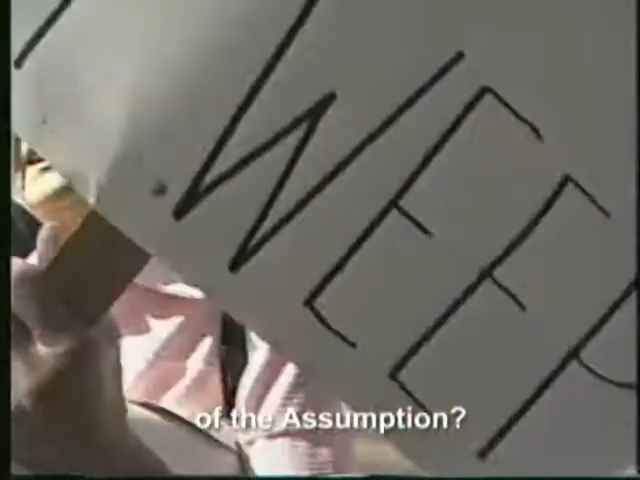 .WEEP
of the Assumption?